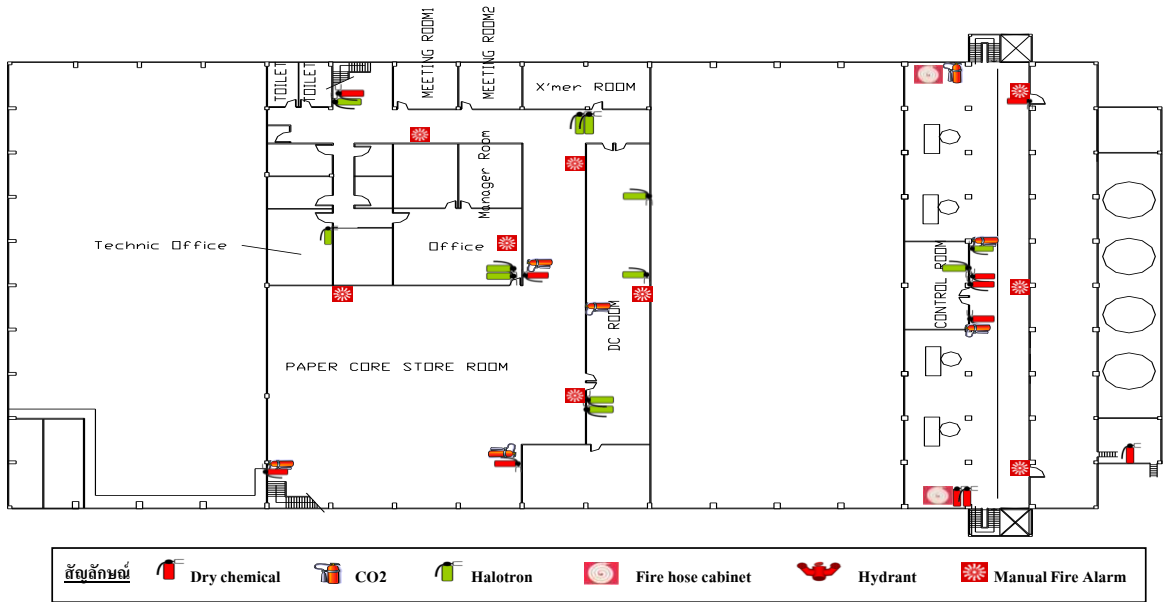 TOILET
TOILET
MEETING ROOM1
MEETING ROOM2
X'mer ROOM
Manager Room
Technic Office
Office
CONTROL ROOM
DC ROOM
PAPER CORE STORE ROOM
สัญลักษณ์ Dry chemical CO2 Halotron Fire hose cabinet Hydrant Manual Fire Alarm